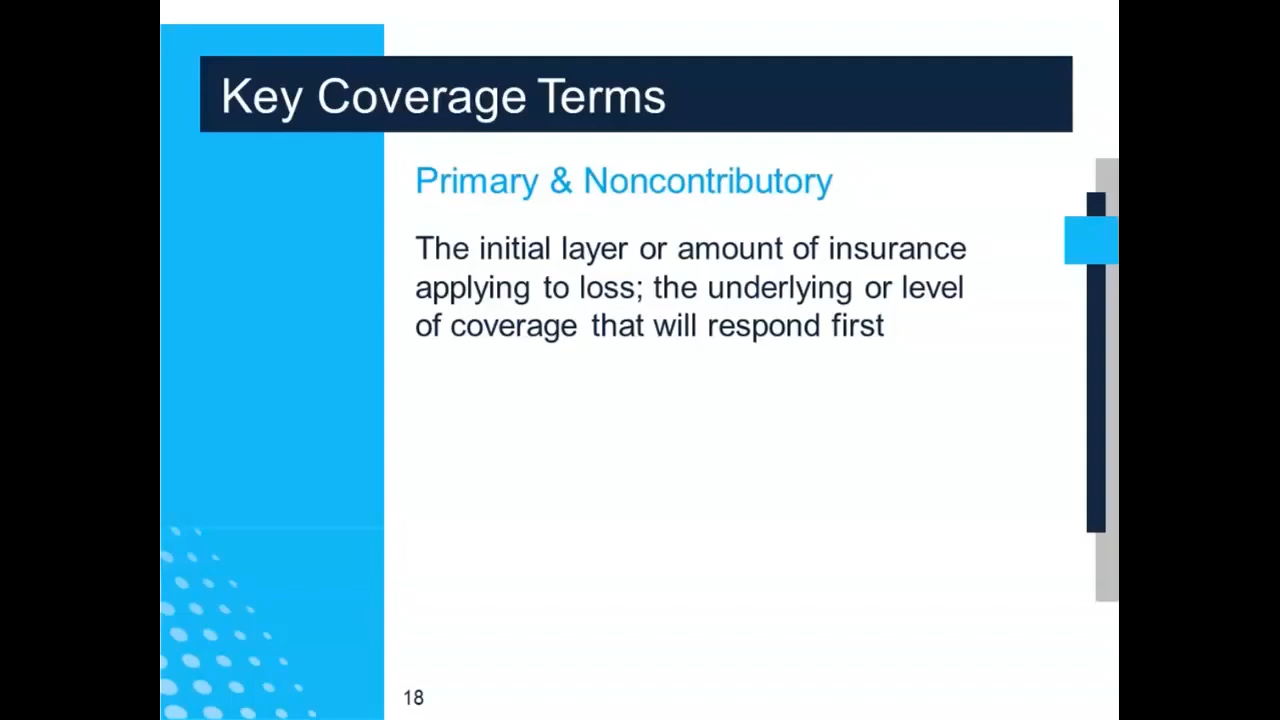 Key Coverage Terms
Primary & Noncontributory
The initial layer or amount of insurance
applying to loss; the underlying or level
of coverage that will respond first
18